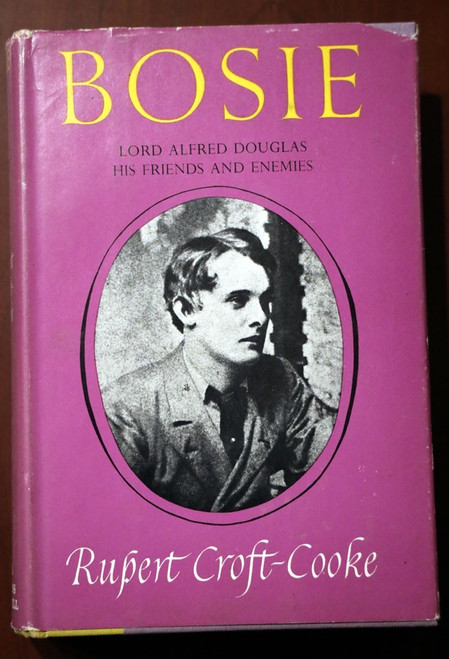 BOSIE
LORD ALFRED DOUGLAS
HIS FRIENDS AND ENEMIES
Rupert Croft-Cooke